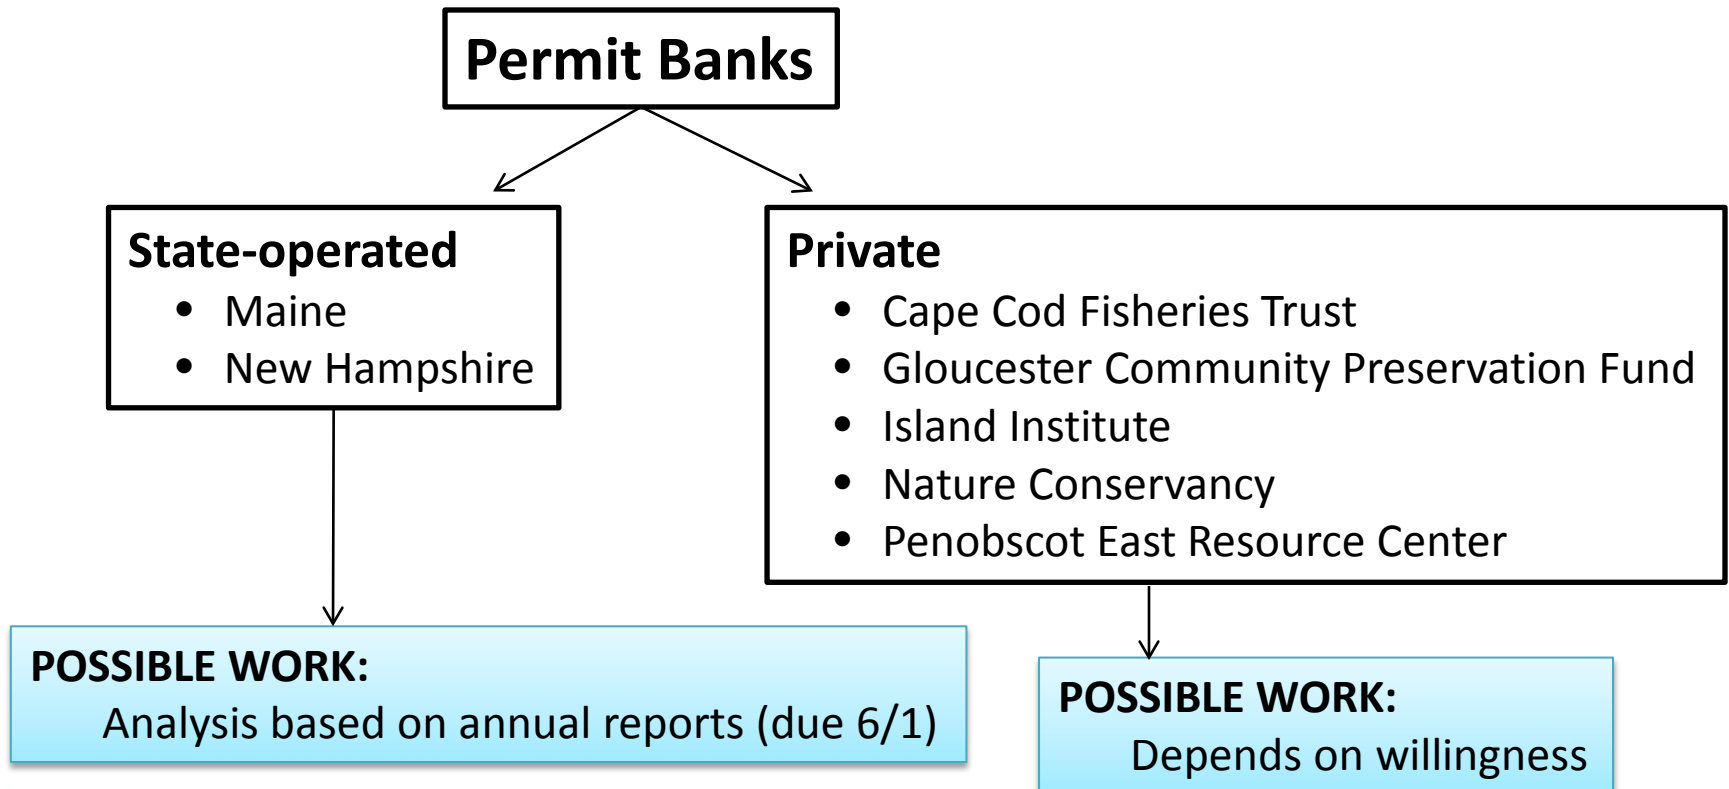 Permit Banks
State-operated
• Maine
• New Hampshire
Private
• Cape Cod Fisheries Trust
• Gloucester Community Preservation Fund
• Island Institute
• Nature Conservancy
• Penobscot East Resource Center
POSSIBLE WORK:
Analysis based on annual reports (due 6/1)
POSSIBLE WORK:
Depends on willingness